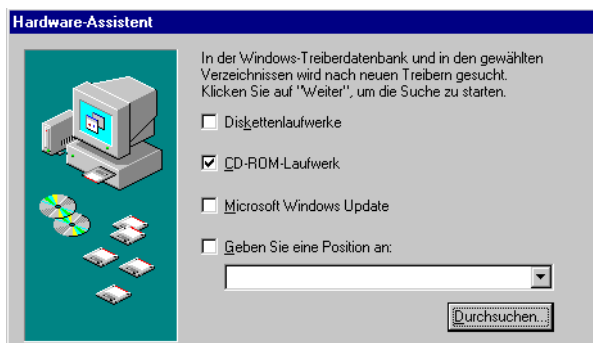 Hardware-Assistent
In der Windows-Treiberdatenbank und in den gewählten
Verzeichnissen wird nach neuen Treibern gesucht.
Klicken Sie auf "Weiter", um die Suche zu starten.
Diskettenlaufwerke
CD-ROM-Laufwerk
Microsoft Windows Update
Geben Sie eine Position an:
Durchsuchen...